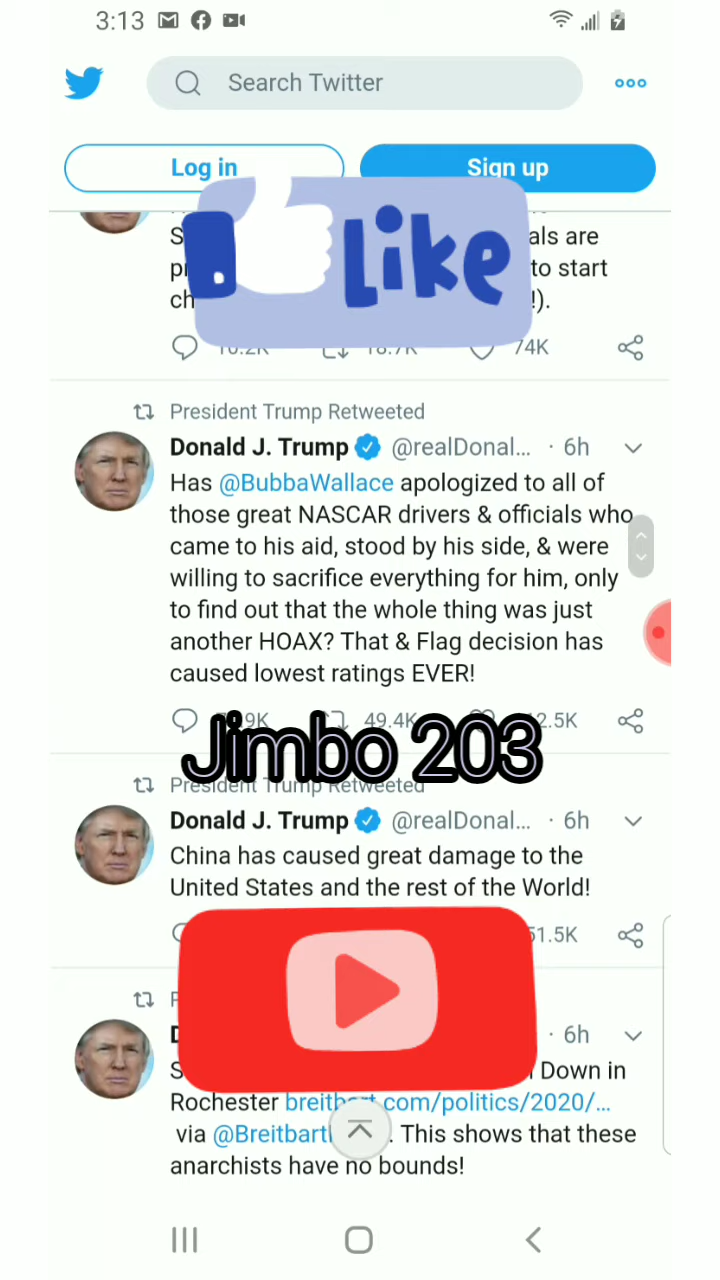 3:13
Search Twitter
Log in
Sign up
Like
als are
to start
!).
74K
President Trump Retweeted
Donald J. Trump @realDonal... · 6h
Has @BubbaWallace apologized to all of
those great NASCAR drivers & officials who
came to his aid, stood by his side, & were
willing to sacrifice everything for him, only
to find out that the whole thing was just
another HOAX? That & Flag decision has
caused lowest ratings EVER!
49.4K
Jimbo 203
President Trump Retweeted
Donald J. Trump @realDonal... · 6h
China has caused great damage to the
United States and the rest of the World!
51.5K
· 6h
Down in
Rochester breitbart.com/politics/2020/...
via @Breitbart . This shows that these
anarchists have no bounds!